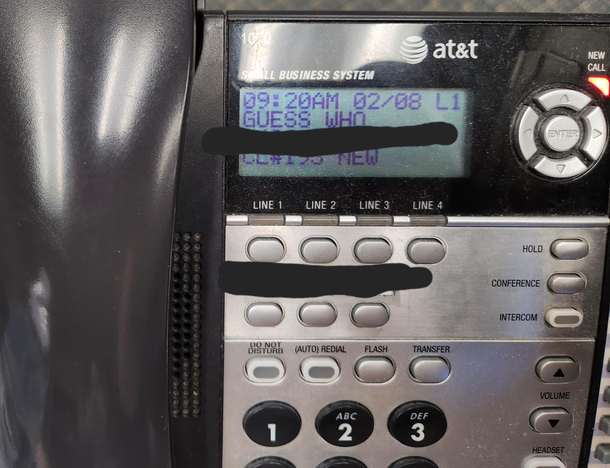 1070
at&t
SMALL BUSINESS SYSTEM
NEW
CALL
09:20AM 02/08 L1
GUESS WHO
CL#193 NEW
ENTER
LINE 1 LINE 2 LINE 3 LINE 4
HOLD
CONFERENCE
INTERCOM
DO NOT
DISTURB (AUTO) REDIAL FLASH TRANSFER
VOLUME
1 ABC 2 DEF 3
HEADSET